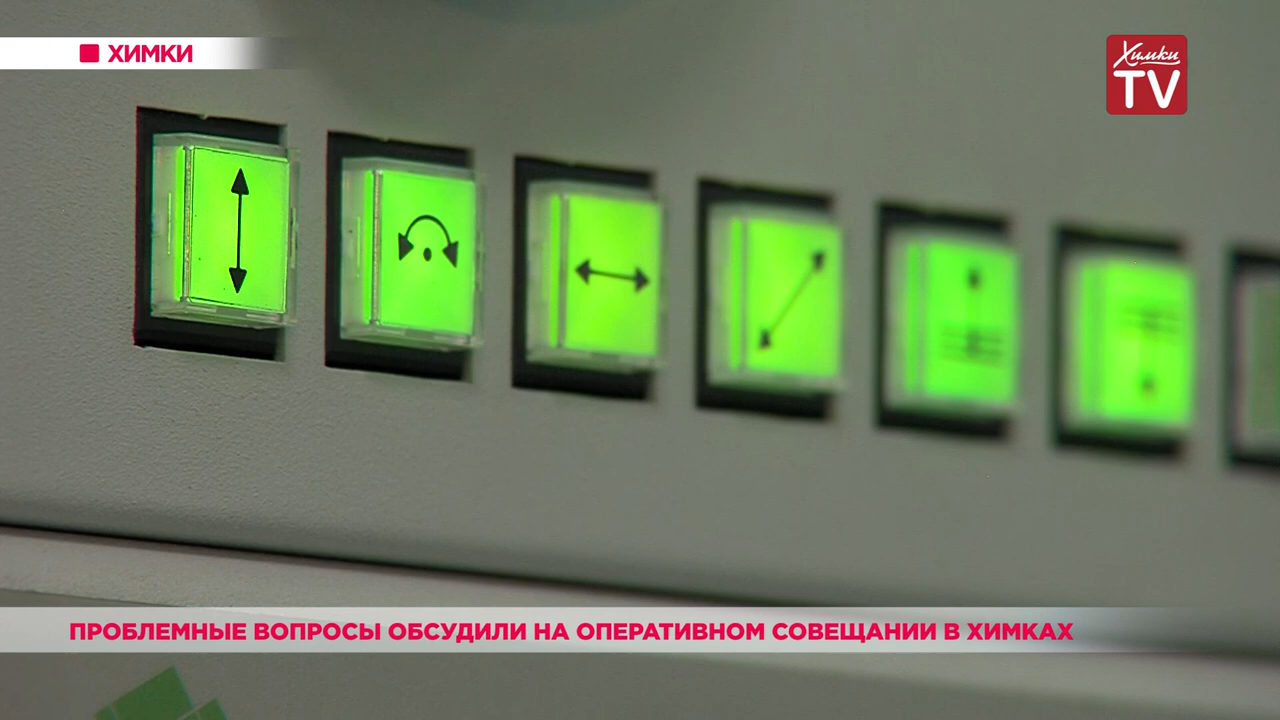 ХИМКИ
Химки
TV
ПРОБЛЕМНЫЕ ВОПРОСЫ ОБСУДИЛИ НА ОПЕРАТИВНОМ СОВЕЩАНИИ В ХИМКАХ